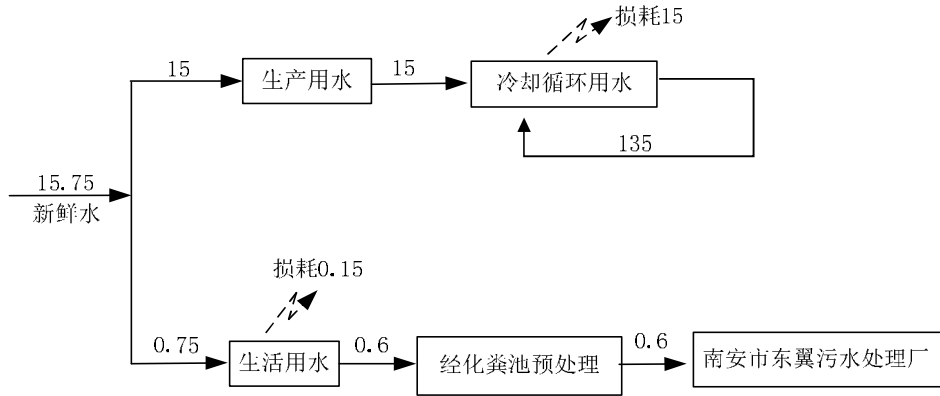 损耗15
15
生产用水
15
冷却循环用水
135
15.75
新鲜水
损耗0.15
0.75
生活用水
0.6
经化粪池预处理
0.6
南安市东翼污水处理厂